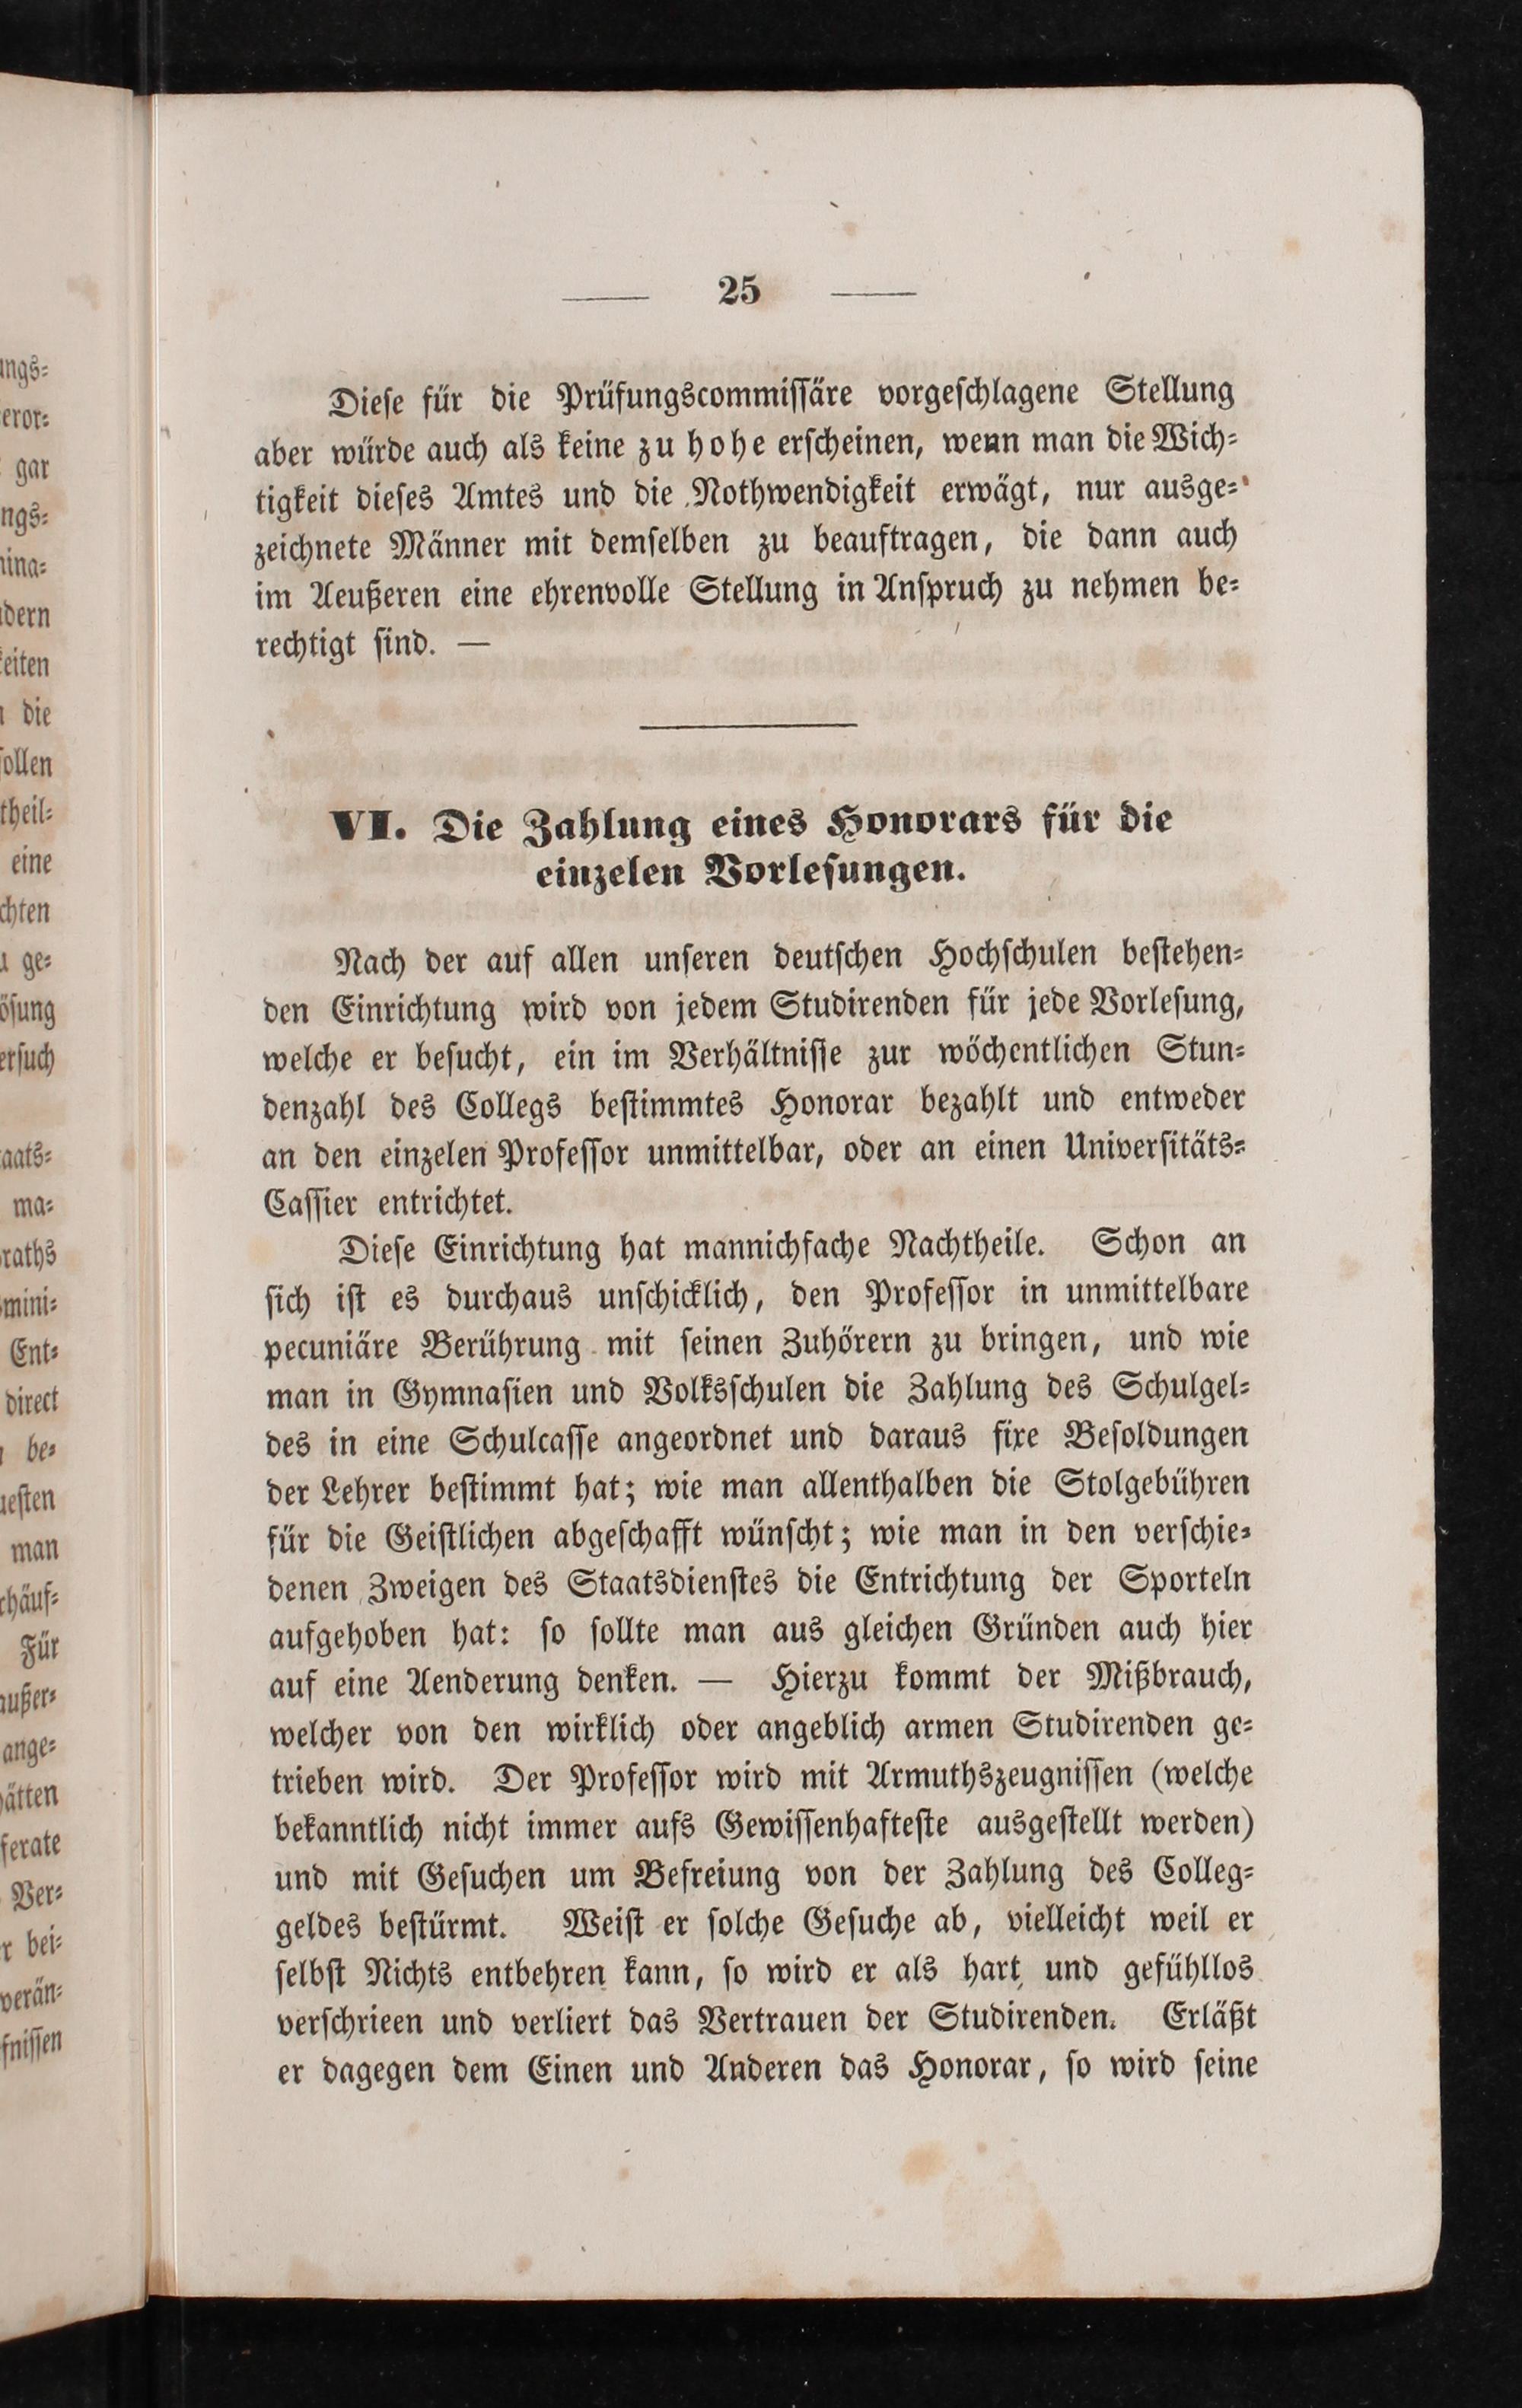 25
Diese für die Prüfungscommissäre vorgeschlagene Stellung
aber würde auch als keine zu hohe erscheinen, wenn man die Wich-
tigkeit dieses Amtes und die Nothwendigkeit erwägt, nur ausge-
zeichnete Männer mit demselben zu beauftragen, die dann auch
im Aeußeren eine ehrenvolle Stellung in Anspruch zu nehmen be-
rechtigt sind. —
VI. Die Zahlung eines Honorars für die
einzelen Vorlesungen.
Nach der auf allen unseren deutschen Hochschulen bestehen-
den Einrichtung wird von jedem Studirenden für jede Vorlesung,
welche er besucht, ein im Verhältnisse zur wöchentlichen Stun-
denzahl des Collegs bestimmtes Honorar bezahlt und entweder
an den einzelen Professor unmittelbar, oder an einen Universitäts-
Cassier entrichtet.
Diese Einrichtung hat mannichfache Nachtheile. Schon an
sich ist es durchaus unschicklich, den Professor in unmittelbare
pecuniäre Berührung mit seinen Zuhörern zu bringen, und wie
man in Gymnasien und Volksschulen die Zahlung des Schulgel-
des in eine Schulcasse angeordnet und daraus fixe Besoldungen
der Lehrer bestimmt hat; wie man allenthalben die Stolgebühren
für die Geistlichen abgeschafft wünscht; wie man in den verschie-
denen Zweigen des Staatsdienstes die Entrichtung der Sporteln
aufgehoben hat: so sollte man aus gleichen Gründen auch hier
auf eine Aenderung denken. — Hierzu kommt der Mißbrauch,
welcher von den wirklich oder angeblich armen Studirenden ge-
trieben wird. Der Professor wird mit Armuthszeugnissen (welche
bekanntlich nicht immer aufs Gewissenhafteste ausgestellt werden)
und mit Gesuchen um Befreiung von der Zahlung des Colleg-
geldes bestürmt. Weist er solche Gesuche ab, vielleicht weil er
selbst Nichts entbehren kann, so wird er als hart und gefühllos
verschrieen und verliert das Vertrauen der Studirenden. Erläßt
er dagegen dem Einen und Anderen das Honorar, so wird seine